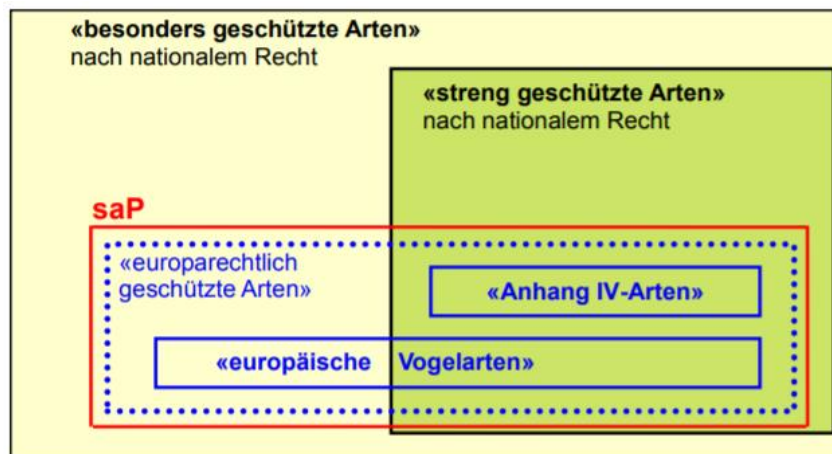 «besonders geschützte Arten»
nach nationalem Recht
«streng geschützte Arten»
nach nationalem Recht
saP
«europarechtlich
geschützte Arten»
«Anhang IV-Arten»
«europäische Vogelarten»